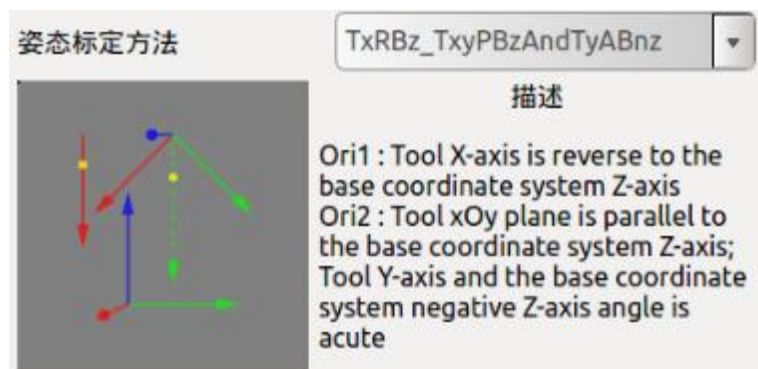 姿态标定方法
TxRBz_TxyPBzAndTyABnz
描述
Ori1 : Tool X-axis is reverse to the
base coordinate system Z-axis
Ori2 : Tool xOy plane is parallel to
the base coordinate system Z-axis;
Tool Y-axis and the base coordinate
system negative Z-axis angle is
acute